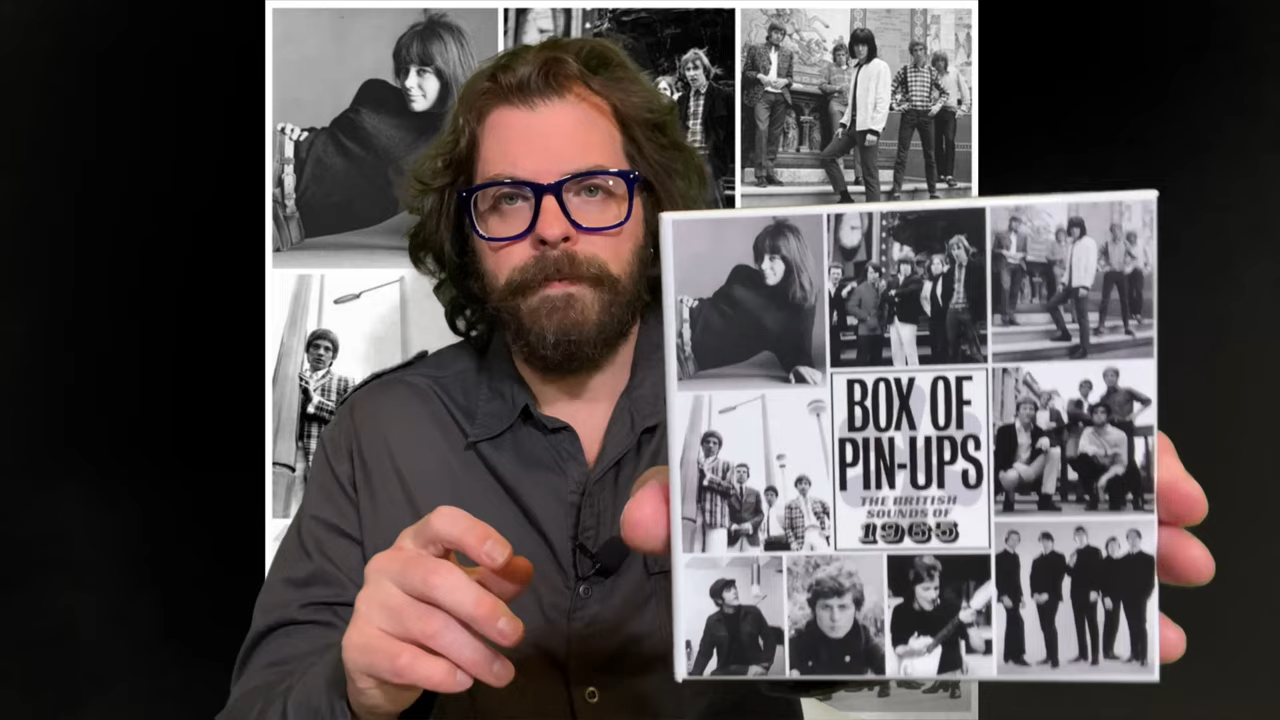 BOX OF
PIN-UPS
THE BRITISH
SOUNDS OF
1965